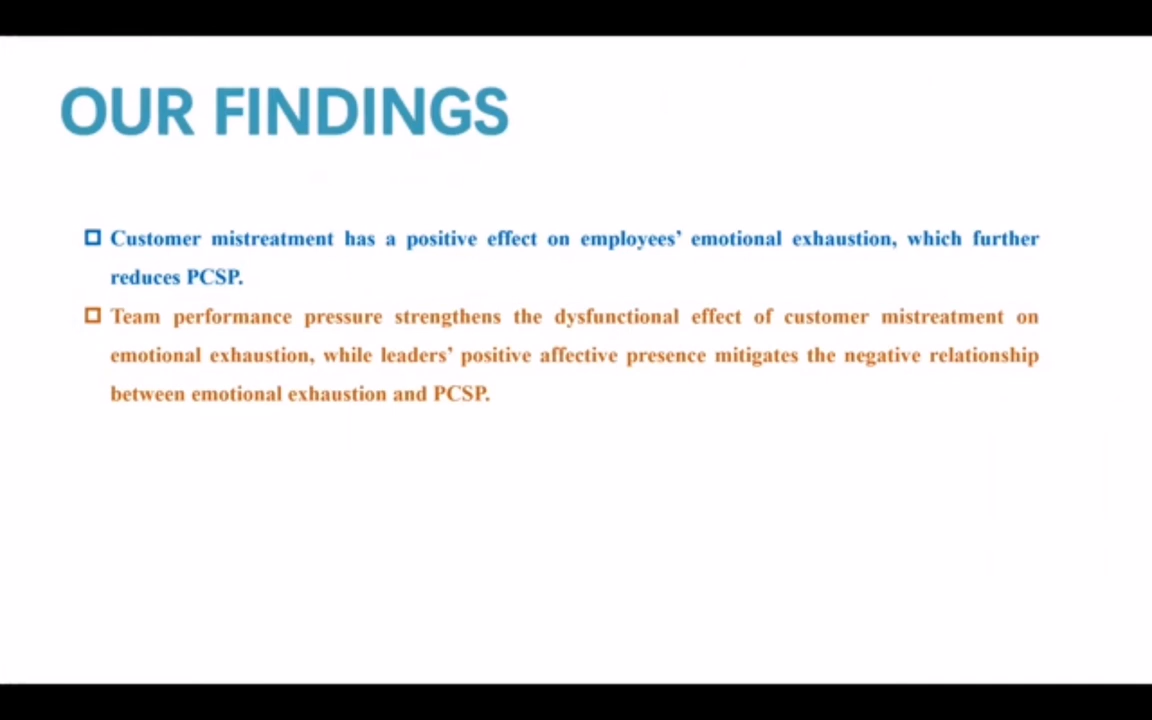 OUR FINDINGS
Customer mistreatment has a positive effect on employees’ emotional exhaustion, which further
reduces PCSP.
Team performance pressure strengthens the dysfunctional effect of customer mistreatment on
emotional exhaustion, while leaders’ positive affective presence mitigates the negative relationship
between emotional exhaustion and PCSP.